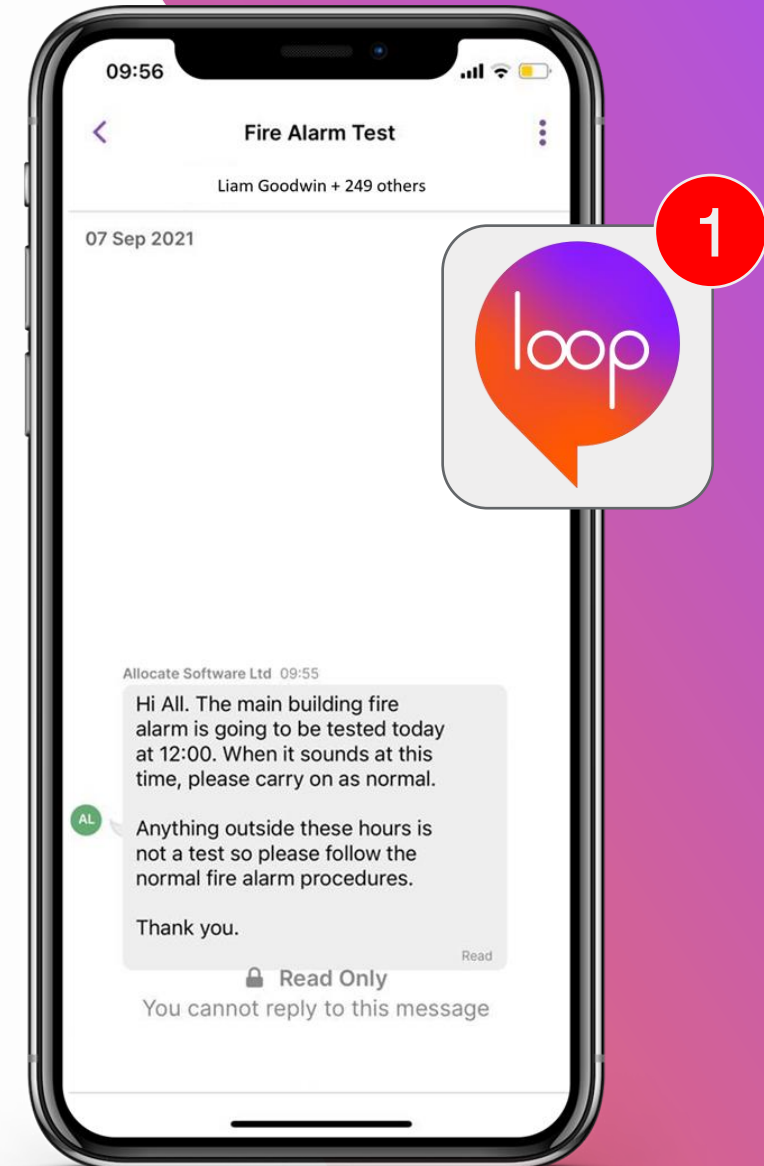 09:56
Fire Alarm Test
Liam Goodwin + 249 others
07 Sep 2021
1
loop
Allocate Software Ltd 09:55
Hi All. The main building fire
alarm is going to be tested today
at 12:00. When it sounds at this
time, please carry on as normal.
AL
Anything outside these hours is
not a test so please follow the
normal fire alarm procedures.
Thank you.
Read
Read Only
You cannot reply to this message